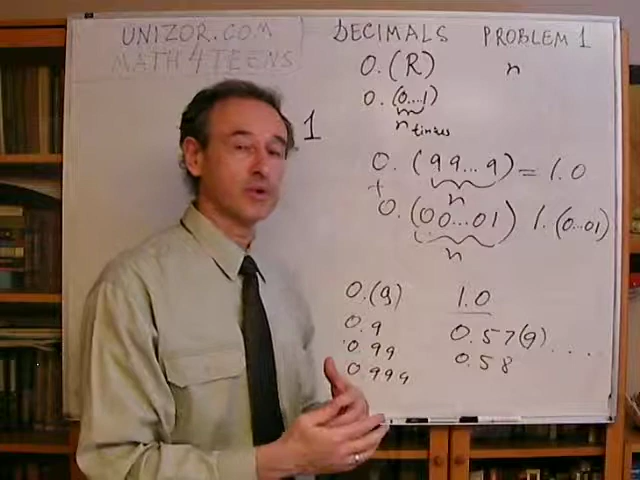 UNIZOR.COM
MATH 4 TEENS
DECIMALS PROBLEM 1
0.(R) n
0.(0...1)
n times
1
0.(99...9) = 1.0
n
+
0.(00...01) 1.(0...01)
n
0.(9) 1.0
0.9 0.57(9)
0.99 0.58 ....
0.999